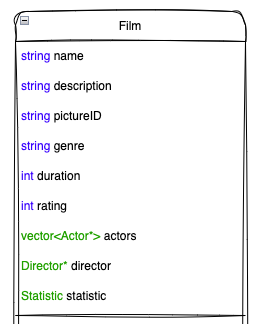 Film
string name
string description
string pictureID
string genre
int duration
int rating
vector<Actor*> actors
Director* director
Statistic statistic